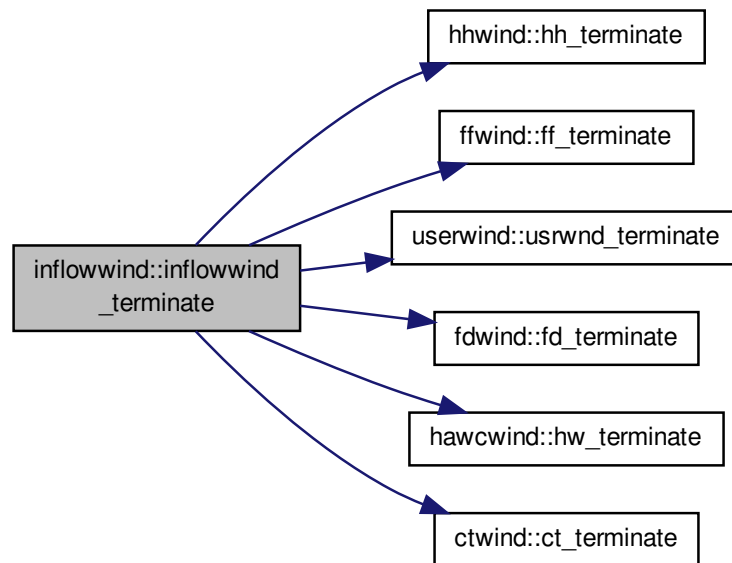 hhwind::hh_terminate
ffwind::ff_terminate
userwind::usrwnd_terminate
inflowwind::inflowwind
_terminate
fdwind::fd_terminate
hawcwind::hw_terminate
ctwind::ct_terminate